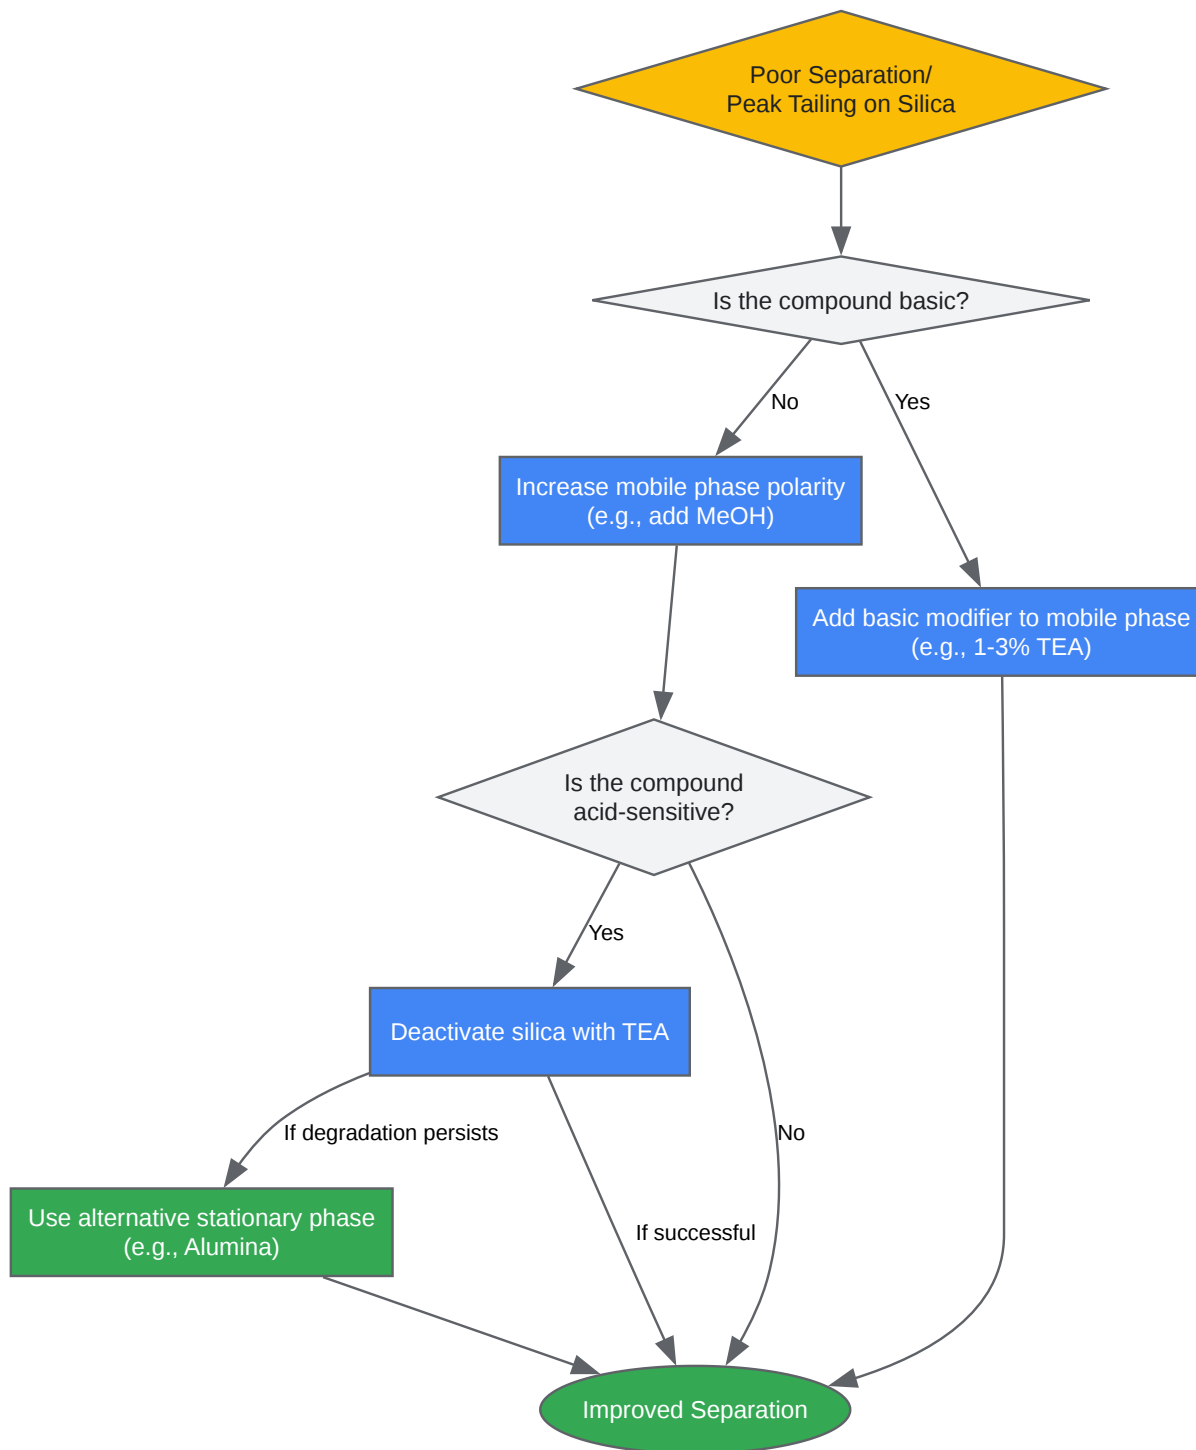 Poor Separation/
Peak Tailing on Silica
Is the compound basic?
No
Yes
Increase mobile phase polarity
(e.g., add MeOH)
Add basic modifier to mobile phase
(e.g., 1-3% TEA)
Is the compound
acid-sensitive?
Yes
Deactivate silica with TEA
If degradation persists
No
Use alternative stationary phase
(e.g., Alumina)
If successful
Improved Separation